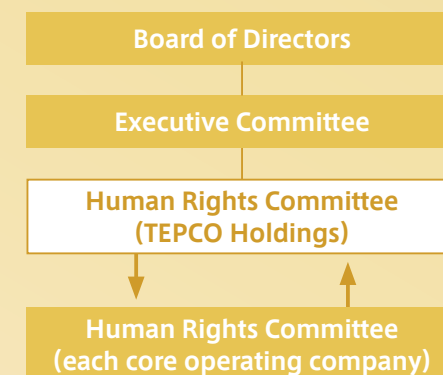 Board of Directors
Executive Committee
Human Rights Committee
(TEPCO Holdings)
Human Rights Committee
(each core operating company)